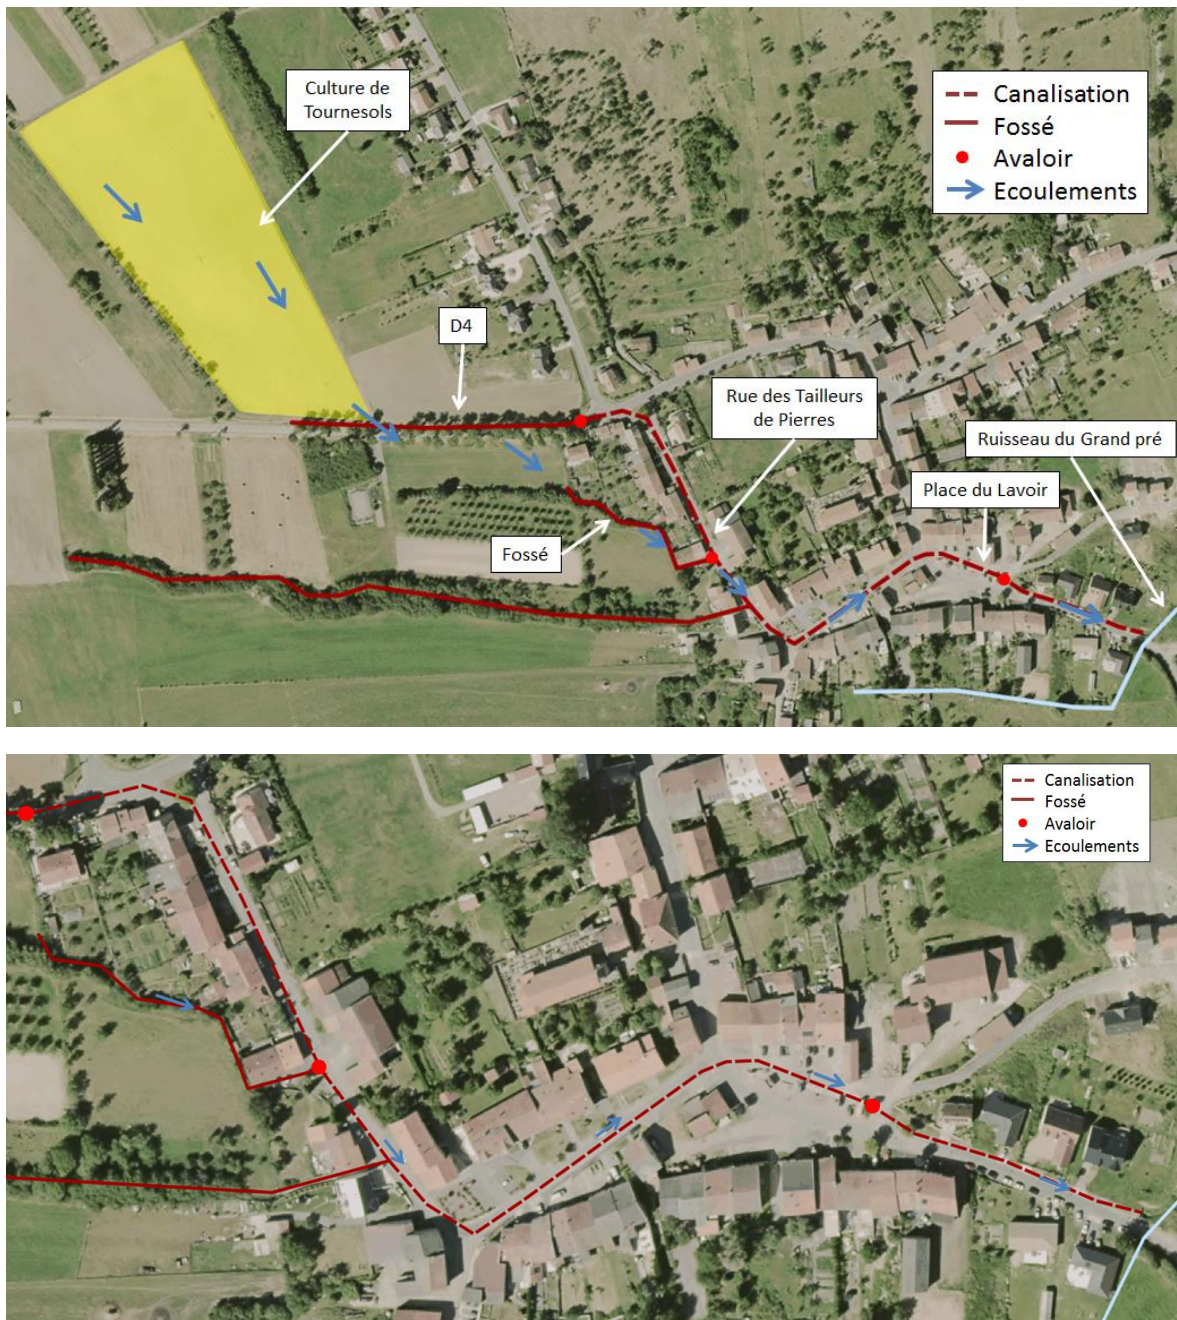 Culture de
Tournesols
Canalisation
Fossé
Avaloir
Ecoulements
D4
Rue des Tailleurs
de Pierres
Ruisseau du Grand pré
Place du Lavoir
Fossé
Canalisation
Fossé
Avaloir
Ecoulements